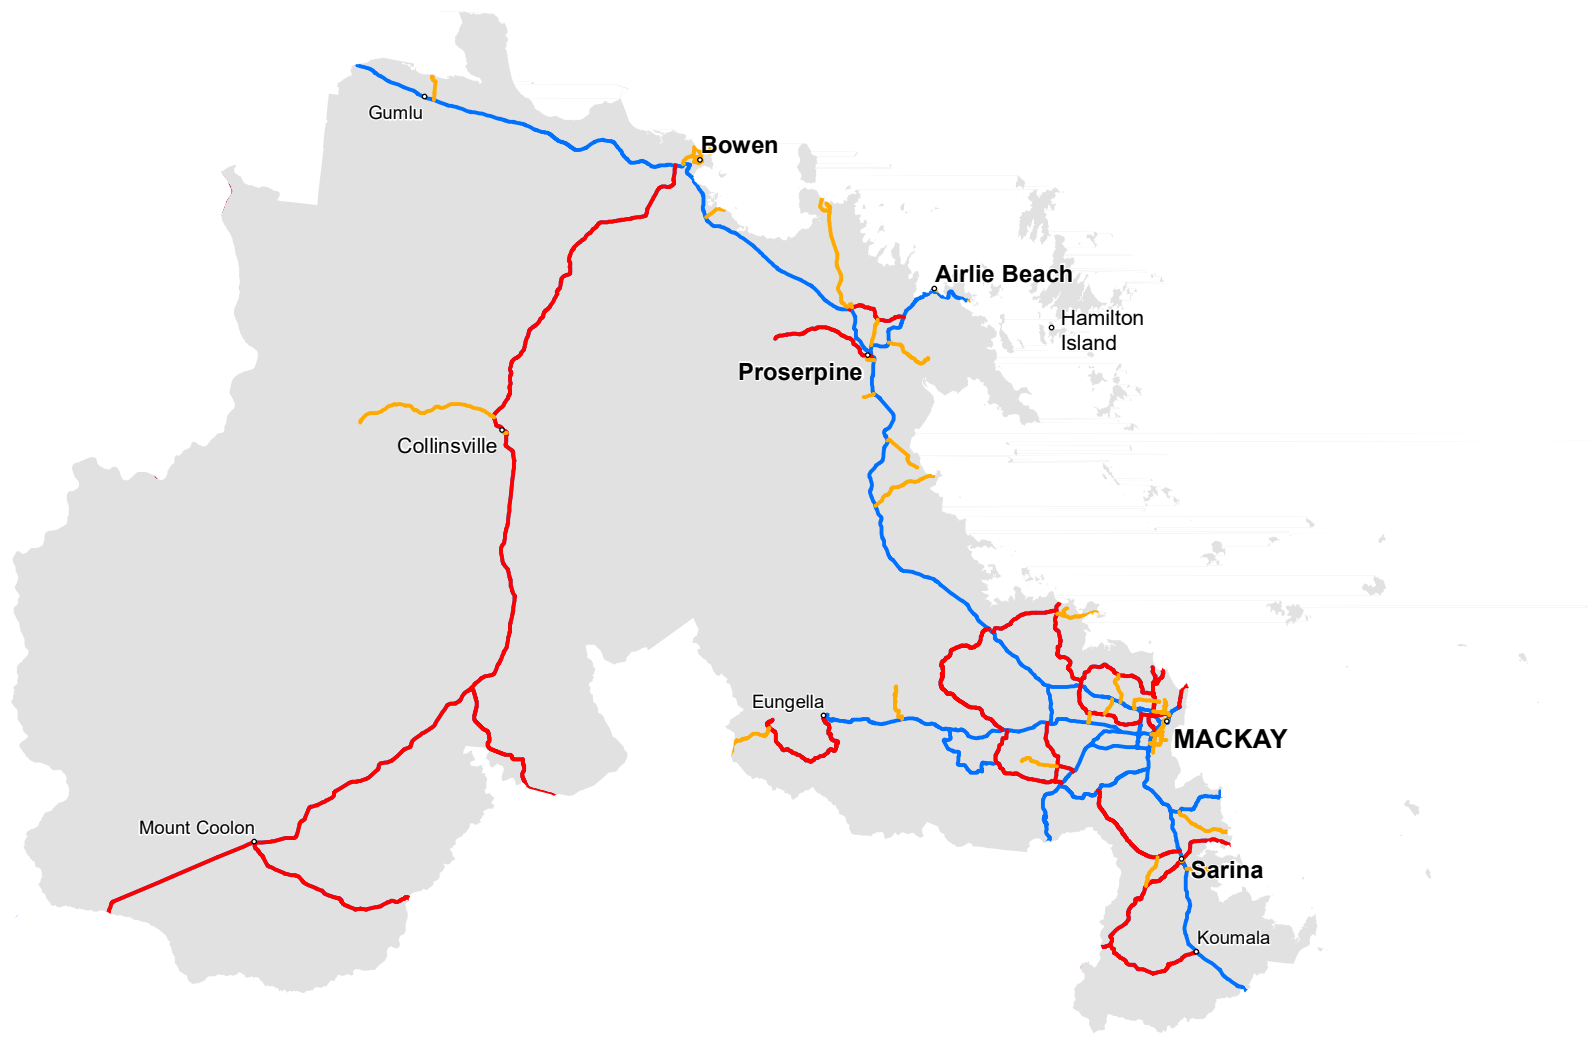 Gumlu
Bowen
Airlie Beach
Hamilton
Island
Proserpine
Collinsville
Eungella
MACKAY
Mount Coolon
Sarina
Koumala